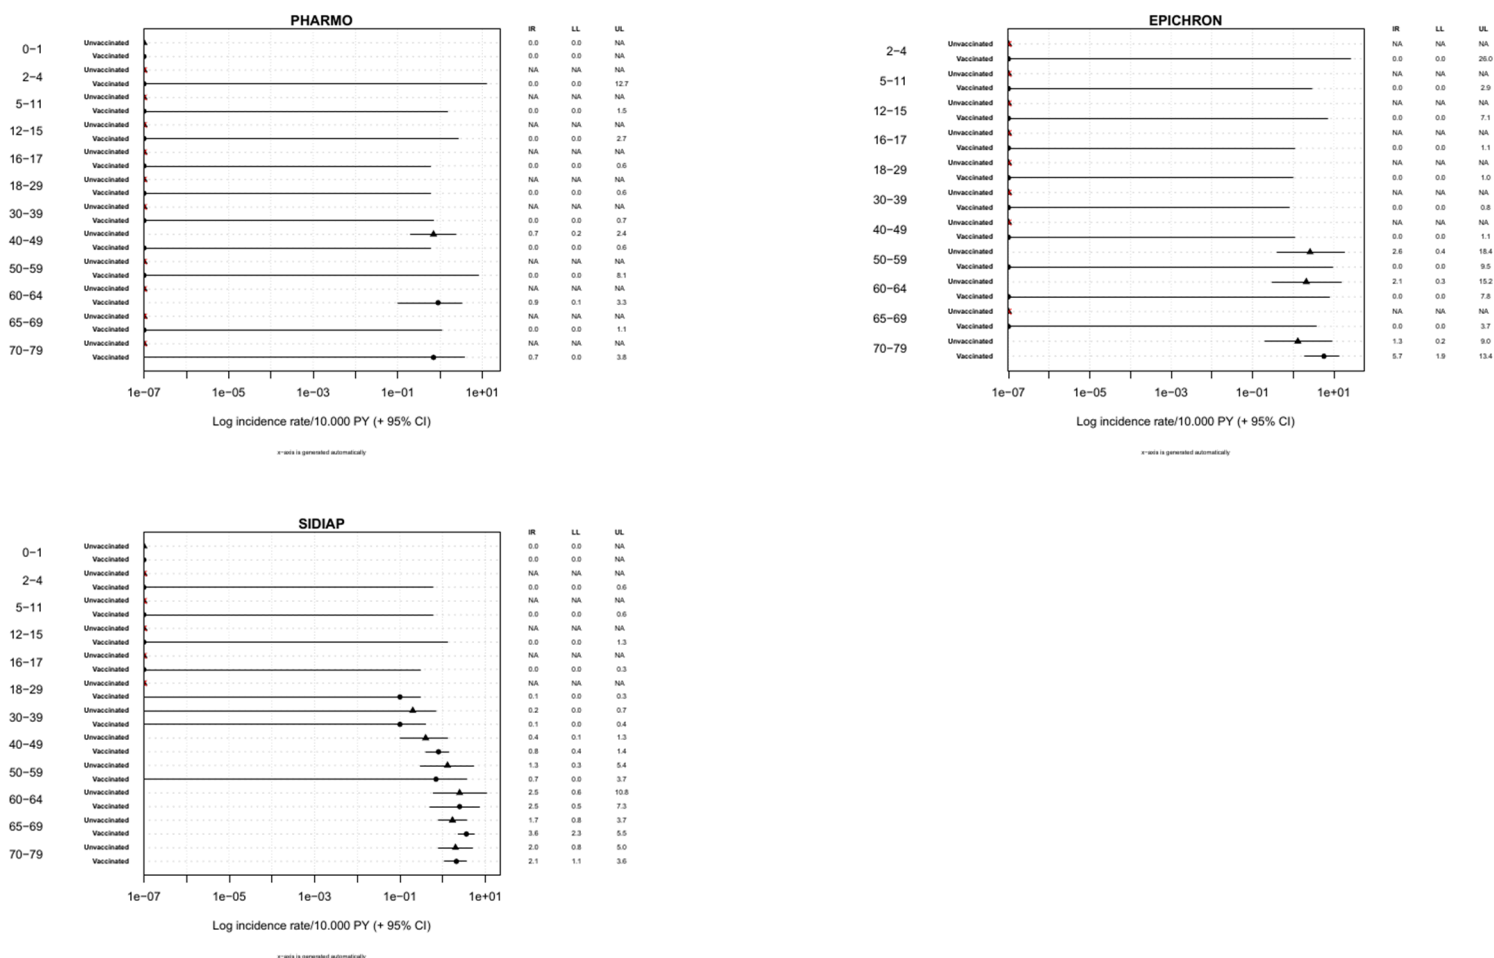 PHARMO
IR LL UL
0−1
Unvaccinated 0.0 0.0 NA
Vaccinated 0.0 0.0 NA
2−4
Unvaccinated NA NA NA
Vaccinated 0.0 0.0 12.7
5−11
Unvaccinated NA NA NA
Vaccinated 0.0 0.0 1.5
12−15
Unvaccinated NA NA NA
Vaccinated 0.0 0.0 2.7
16−17
Unvaccinated NA NA NA
Vaccinated 0.0 0.0 0.6
18−29
Unvaccinated NA NA NA
Vaccinated 0.0 0.0 0.6
30−39
Unvaccinated NA NA NA
Vaccinated 0.0 0.0 0.7
40−49
Unvaccinated 0.7 0.2 2.4
Vaccinated 0.0 0.0 0.6
50−59
Unvaccinated NA NA NA
Vaccinated 0.0 0.0 8.1
60−64
Unvaccinated NA NA NA
Vaccinated 0.9 0.1 3.3
65−69
Unvaccinated NA NA NA
Vaccinated 0.0 0.0 1.1
70−79
Unvaccinated NA NA NA
Vaccinated 0.7 0.0 3.8
1e−07 1e−05 1e−03 1e−01 1e+01
Log incidence rate/10.000 PY (+ 95% CI)
x−axis is generated automatically
EPICHRON
IR LL UL
2−4
Unvaccinated NA NA NA
Vaccinated 0.0 0.0 26.0
5−11
Unvaccinated NA NA NA
Vaccinated 0.0 0.0 2.9
12−15
Unvaccinated NA NA NA
Vaccinated 0.0 0.0 7.1
16−17
Unvaccinated NA NA NA
Vaccinated 0.0 0.0 1.1
18−29
Unvaccinated NA NA NA
Vaccinated 0.0 0.0 1.0
30−39
Unvaccinated NA NA NA
Vaccinated 0.0 0.0 0.8
40−49
Unvaccinated NA NA NA
Vaccinated 0.0 0.0 1.1
50−59
Unvaccinated 2.6 0.4 18.4
Vaccinated 0.0 0.0 9.5
60−64
Unvaccinated 2.1 0.3 15.2
Vaccinated 0.0 0.0 7.8
65−69
Unvaccinated NA NA NA
Vaccinated 0.0 0.0 3.7
70−79
Unvaccinated 1.3 0.2 9.0
Vaccinated 5.7 1.9 13.4
1e−07 1e−05 1e−03 1e−01 1e+01
Log incidence rate/10.000 PY (+ 95% CI)
x−axis is generated automatically
SIDIAP
IR LL UL
0−1
Unvaccinated 0.0 0.0 NA
Vaccinated 0.0 0.0 NA
2−4
Unvaccinated NA NA NA
Vaccinated 0.0 0.0 0.6
5−11
Unvaccinated NA NA NA
Vaccinated 0.0 0.0 0.6
12−15
Unvaccinated NA NA NA
Vaccinated 0.0 0.0 1.3
16−17
Unvaccinated NA NA NA
Vaccinated 0.0 0.0 0.3
18−29
Unvaccinated NA NA NA
Vaccinated 0.1 0.0 0.3
30−39
Unvaccinated 0.2 0.0 0.7
Vaccinated 0.1 0.0 0.4
40−49
Unvaccinated 0.4 0.1 1.3
Vaccinated 0.8 0.4 1.4
50−59
Unvaccinated 1.3 0.3 5.4
Vaccinated 0.7 0.0 3.7
60−64
Unvaccinated 2.5 0.6 10.8
Vaccinated 2.5 0.5 7.3
65−69
Unvaccinated 1.7 0.8 3.7
Vaccinated 3.6 2.3 5.5
70−79
Unvaccinated 2.0 0.8 5.0
Vaccinated 2.1 1.1 3.6
1e−07 1e−05 1e−03 1e−01 1e+01
Log incidence rate/10.000 PY (+ 95% CI)
x−axis is generated automatically